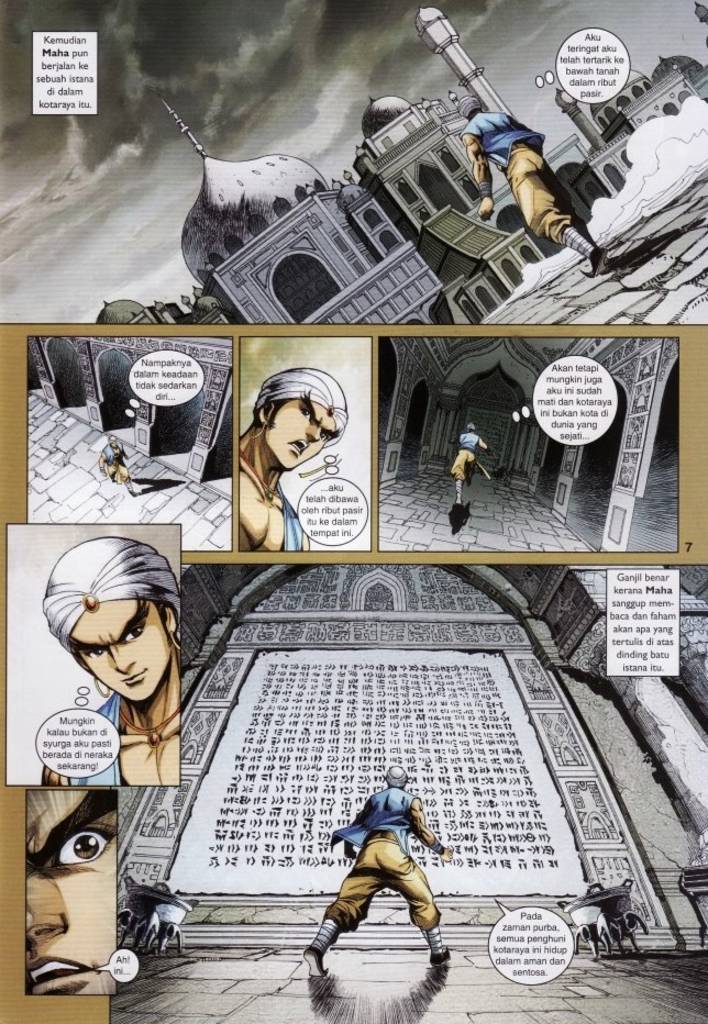 Kemudian
Maha pun
berjalan ke
sebuah istana
di dalam
kotaraya itu.
Aku
teringat aku
telah tertarik ke
bawah tanah
dalam ribut
pasir.
Nampaknya
dalam keadaan
tidak sedarkan
diri...
...aku
telah dibawa
oleh ribut pasir
itu ke dalam
tempat ini.
Akan tetapi
mungkin juga
aku ini sudah
mati dan kotaraya
ini bukan kota di
dunia yang
sejati...
7
Mungkin
kalau bukan di
syurga aku pasti
berada di neraka
sekarang!
Ganjil benar
kerana Maha
sanggup mem-
baca dan faham
akan apa yang
tertulis di atas
dinding batu
istana itu.
Ah!
ini...
Pada
zaman purba,
semua penghuni
kotaraya ini hidup
dalam aman dan
sentosa.